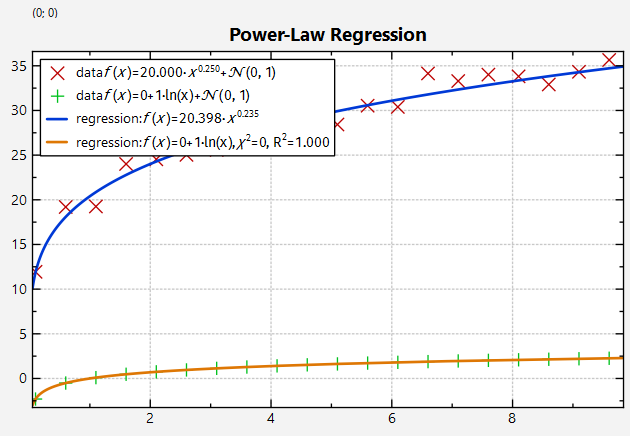 (0; 0)
Power-Law Regression
data f(x)=20.000·x^0.250+𝒩(0, 1)
data f(x)=0+1·ln(x)+𝒩(0, 1)
regression: f(x)=20.398·x^0.235
regression: f(x)=0+1·ln(x), χ²=0, R²=1.000
35
30
25
20
15
10
5
0
2 4 6 8